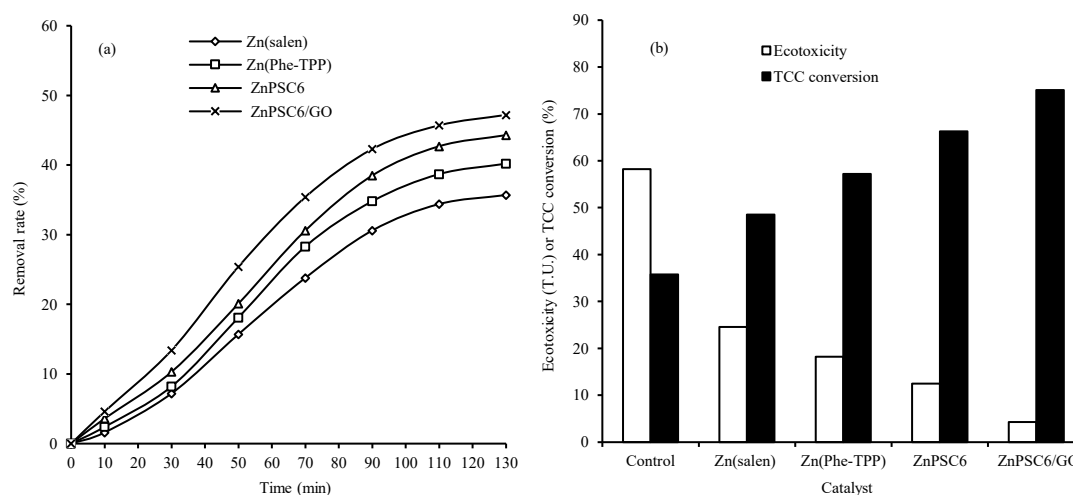 (a)
Zn(salen)
Zn(Phe-TPP)
ZnPSC6
ZnPSC6/GO
Removal rate (%)
60
50
40
30
20
10
0
0 10 20 30 40 50 60 70 80 90 100 110 120 130
Time (min)
(b)
Ecotoxicity
TCC conversion
Ecotoxicity (T.U.) or TCC conversion (%)
90
80
70
60
50
40
30
20
10
0
Control Zn(salen) Zn(Phe-TPP) ZnPSC6 ZnPSC6/GO
Catalyst